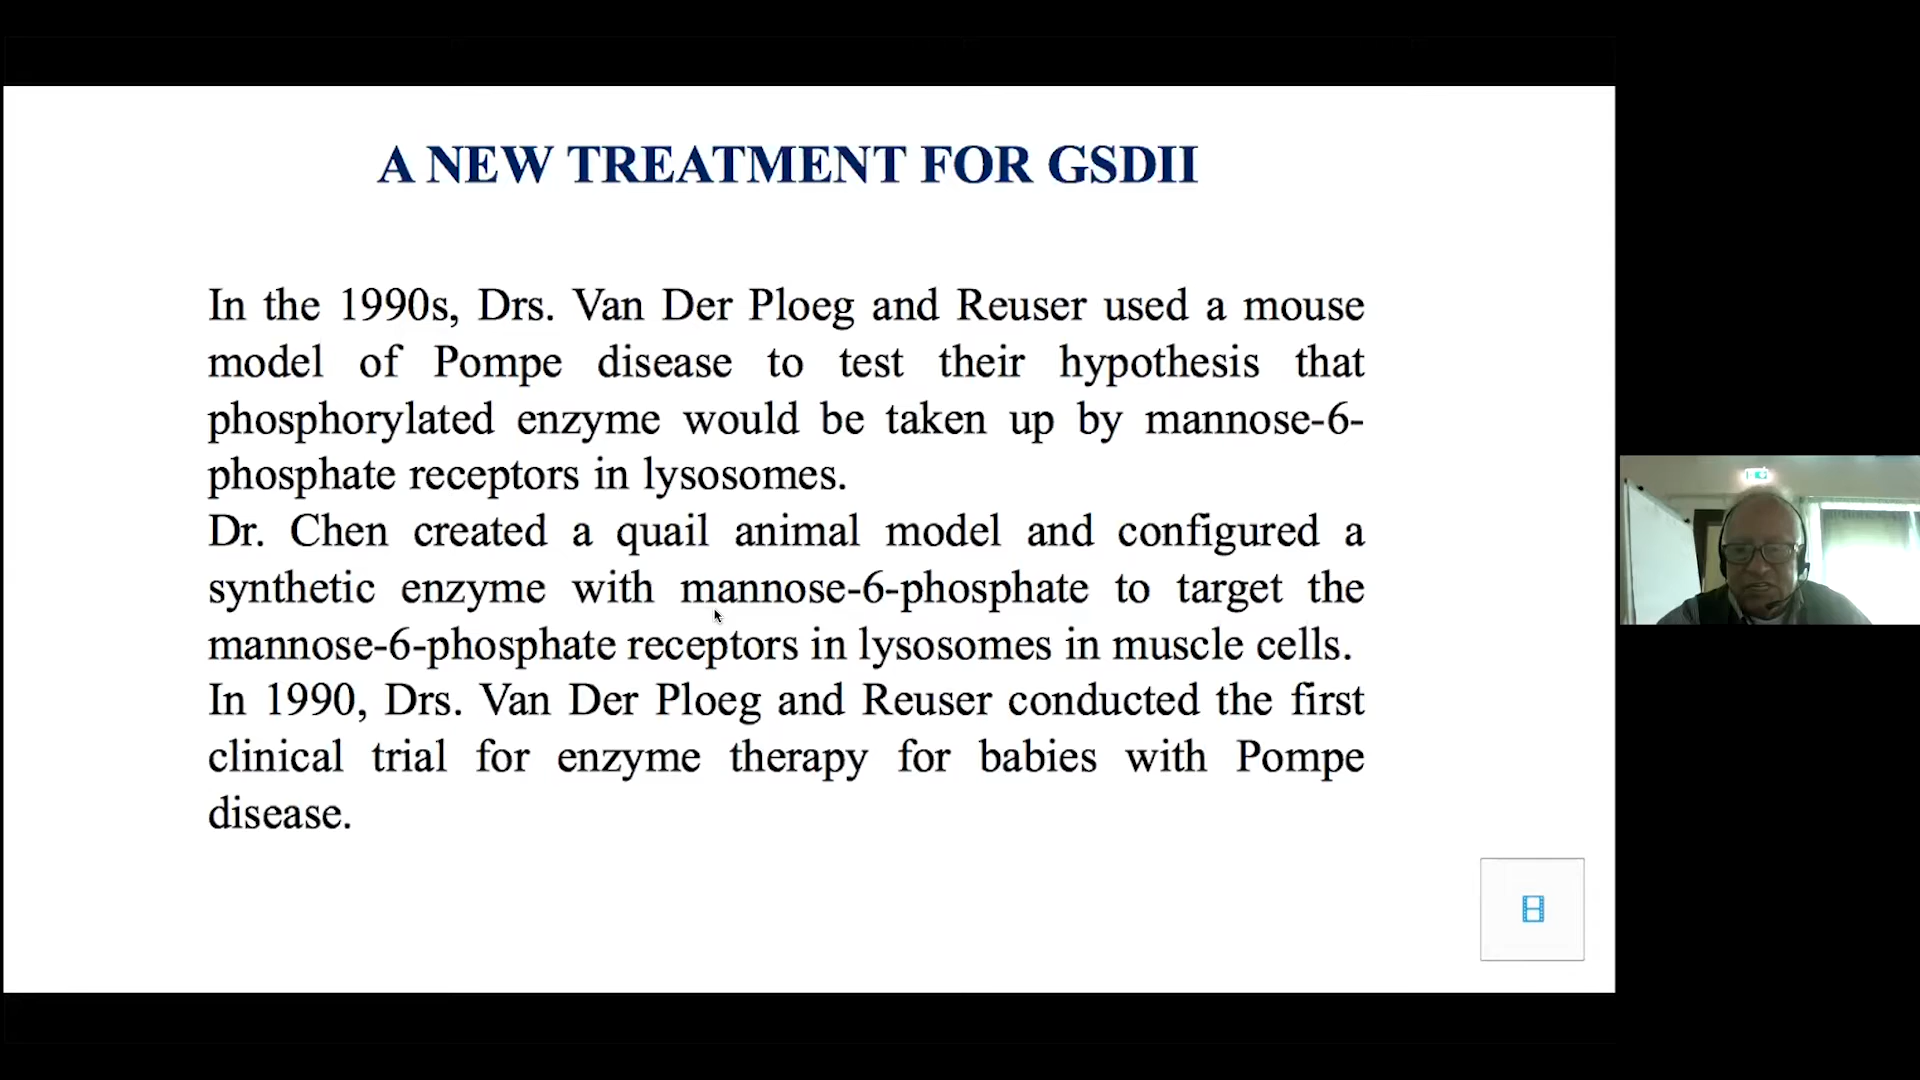 A NEW TREATMENT FOR GSDII
In the 1990s, Drs. Van Der Ploeg and Reuser used a mouse
model of Pompe disease to test their hypothesis that
phosphorylated enzyme would be taken up by mannose-6-
phosphate receptors in lysosomes.
Dr. Chen created a quail animal model and configured a
synthetic enzyme with mannose-6-phosphate to target the
mannose-6-phosphate receptors in lysosomes in muscle cells.
In 1990, Drs. Van Der Ploeg and Reuser conducted the first
clinical trial for enzyme therapy for babies with Pompe
disease.